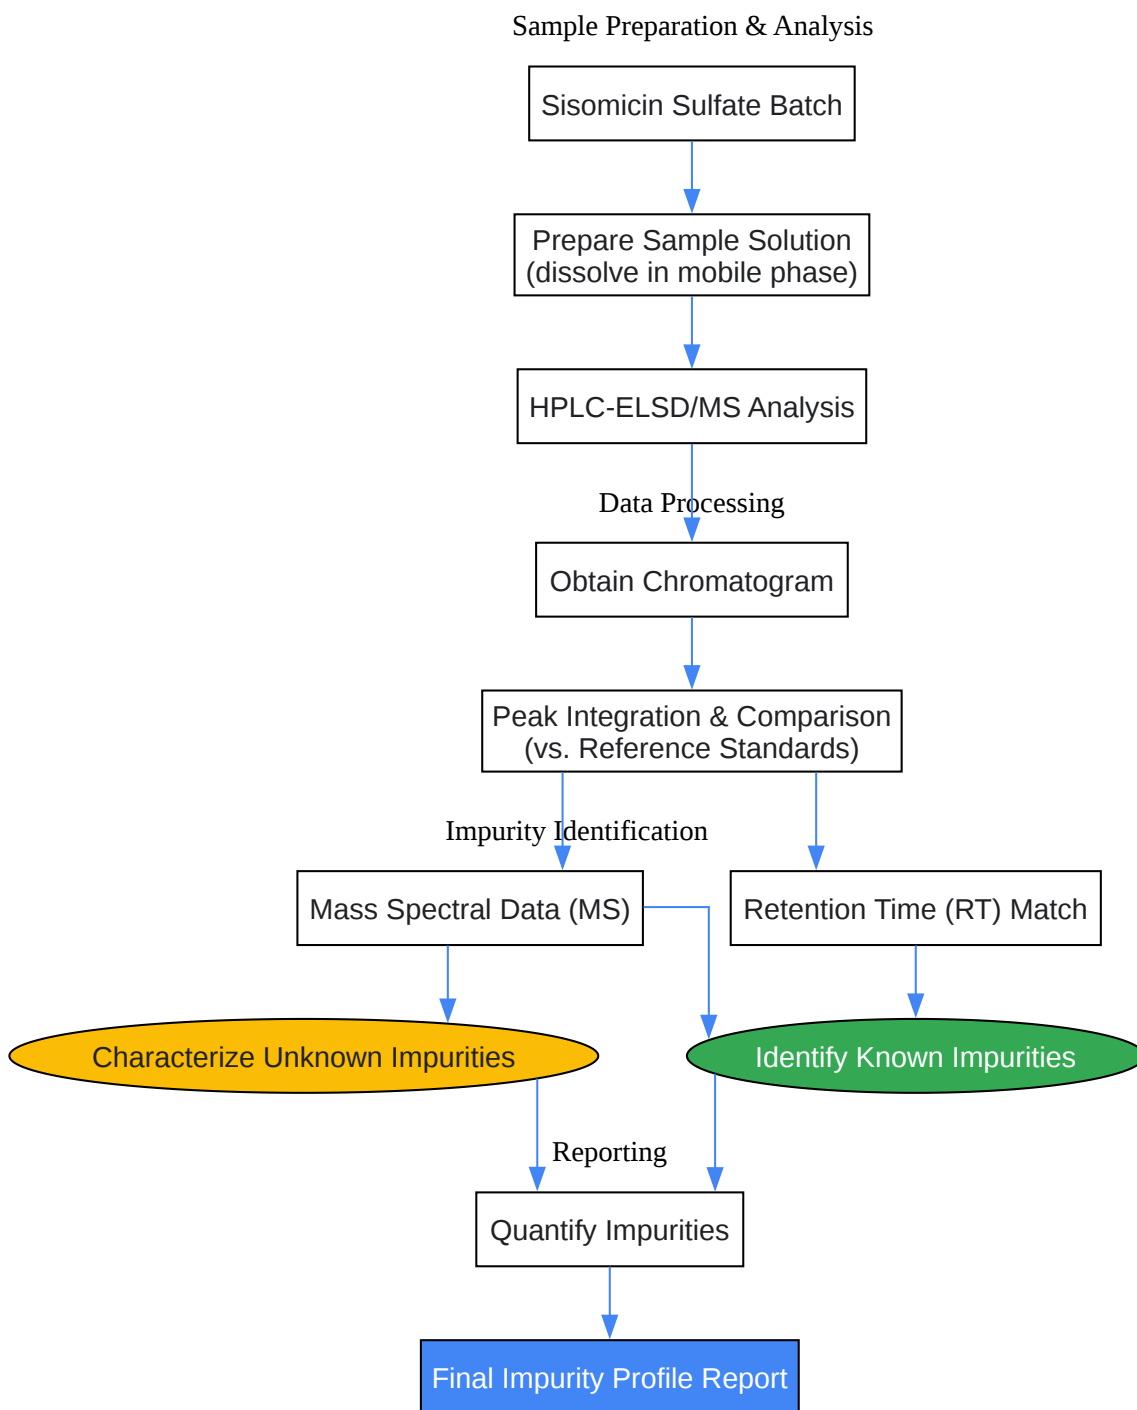 Sample Preparation & Analysis
Sisomicin Sulfate Batch
Prepare Sample Solution
(dissolve in mobile phase)
HPLC-ELSD/MS Analysis
Data Processing
Obtain Chromatogram
Peak Integration & Comparison
(vs. Reference Standards)
Impurity Identification
Mass Spectral Data (MS)
Retention Time (RT) Match
Characterize Unknown Impurities
Identify Known Impurities
Reporting
Quantify Impurities
Final Impurity Profile Report